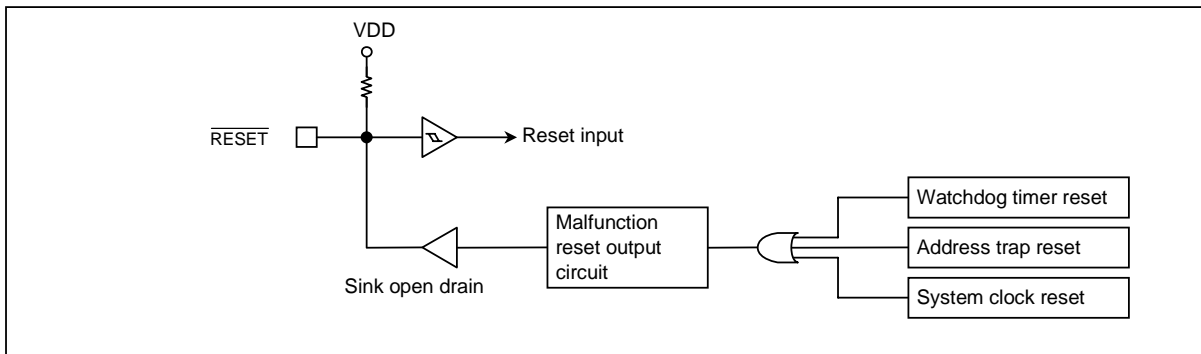 VDD
RESET
Reset input
Watchdog timer reset
Malfunction
reset output
circuit
Address trap reset
Sink open drain
System clock reset